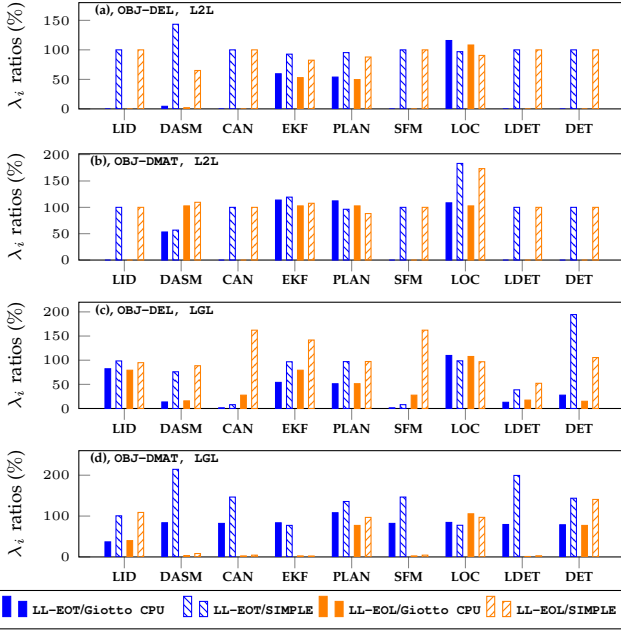 (a), OBJ-DEL, L2L
λi ratios (%)
150
100
50
0
LID DASM CAN EKF PLAN SFM LOC LDET DET
(b), OBJ-DMAT, L2L
λi ratios (%)
200
150
100
50
0
LID DASM CAN EKF PLAN SFM LOC LDET DET
(c), OBJ-DEL, LGL
λi ratios (%)
200
150
100
50
0
LID DASM CAN EKF PLAN SFM LOC LDET DET
(d), OBJ-DMAT, LGL
λi ratios (%)
200
100
0
LID DASM CAN EKF PLAN SFM LOC LDET DET
LL-EOT/Giotto CPU LL-EOT/SIMPLE LL-EOL/Giotto CPU LL-EOL/SIMPLE